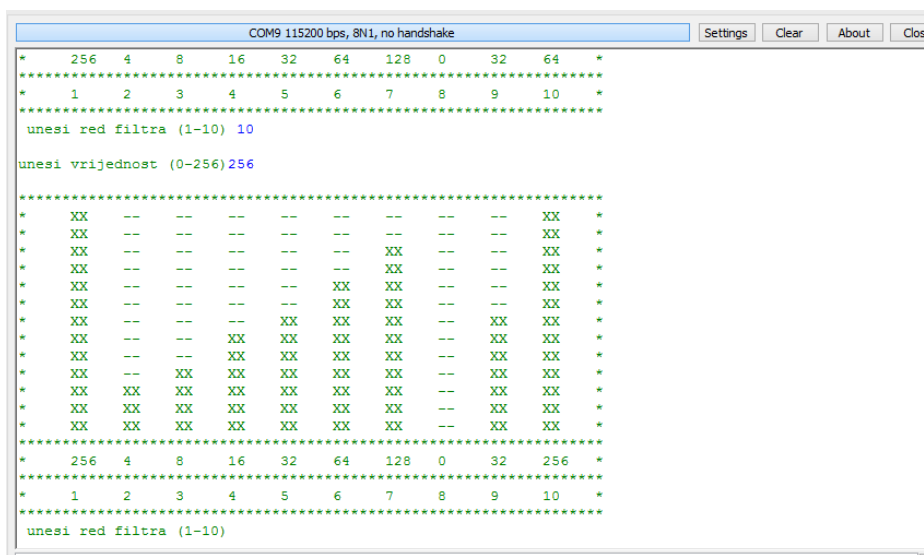 COM9 115200 bps, 8N1, no handshake Settings Clear About Clos
* 256 4 8 16 32 64 128 0 32 64 *
*******************************************************************
* 1 2 3 4 5 6 7 8 9 10 *
*******************************************************************
unesi red filtra (1-10) 10
unesi vrijednost (0-256)256
*******************************************************************
* XX -- -- -- -- -- -- -- -- XX *
* XX -- -- -- -- -- -- -- -- XX *
* XX -- -- -- -- -- XX -- -- XX *
* XX -- -- -- -- -- XX -- -- XX *
* XX -- -- -- -- XX XX -- -- XX *
* XX -- -- -- -- XX XX -- -- XX *
* XX -- -- -- XX XX XX -- XX XX *
* XX -- -- XX XX XX XX -- XX XX *
* XX -- -- XX XX XX XX -- XX XX *
* XX -- XX XX XX XX XX -- XX XX *
* XX XX XX XX XX XX XX -- XX XX *
* XX XX XX XX XX XX XX -- XX XX *
* XX XX XX XX XX XX XX -- XX XX *
*******************************************************************
* 256 4 8 16 32 64 128 0 32 256 *
*******************************************************************
* 1 2 3 4 5 6 7 8 9 10 *
*******************************************************************
unesi red filtra (1-10)